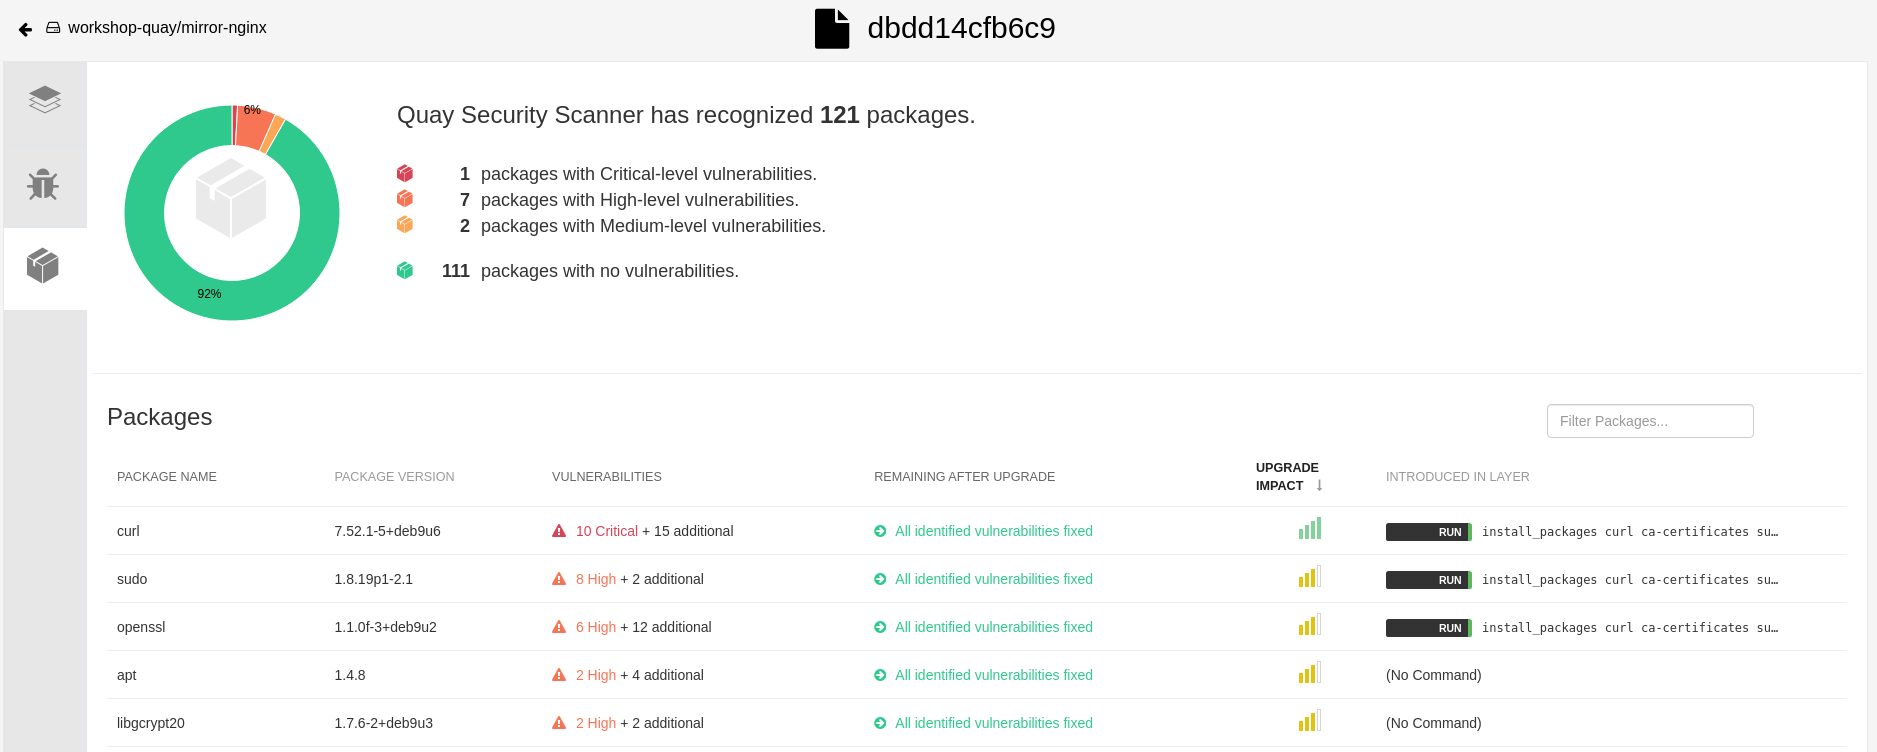 workshop-quay/mirror-nginx
dbdd14cfb6c9
6%
92%
Quay Security Scanner has recognized 121 packages.
1 packages with Critical-level vulnerabilities.
7 packages with High-level vulnerabilities.
2 packages with Medium-level vulnerabilities.
111 packages with no vulnerabilities.
Packages
Filter Packages...
PACKAGE NAME PACKAGE VERSION VULNERABILITIES REMAINING AFTER UPGRADE UPGRADE IMPACT INTRODUCED IN LAYER
curl 7.52.1-5+deb9u6 10 Critical + 15 additional All identified vulnerabilities fixed RUN install_packages curl ca-certificates su…
sudo 1.8.19p1-2.1 8 High + 2 additional All identified vulnerabilities fixed RUN install_packages curl ca-certificates su…
openssl 1.1.0f-3+deb9u2 6 High + 12 additional All identified vulnerabilities fixed RUN install_packages curl ca-certificates su…
apt 1.4.8 2 High + 4 additional All identified vulnerabilities fixed (No Command)
libgcrypt20 1.7.6-2+deb9u3 2 High + 2 additional All identified vulnerabilities fixed (No Command)